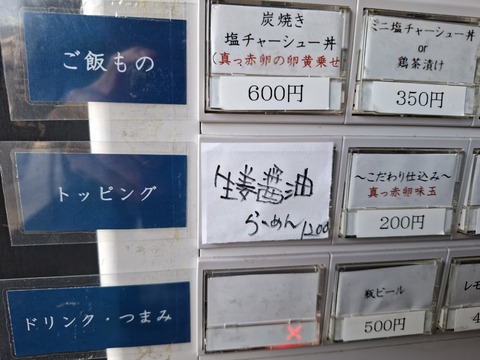 ご飯もの
炭焼き
塩チャーシュー丼
(真っ赤卵の卵黄乗せ
600円
ミニ塩チャーシュー丼
or
鶏茶漬け
350円
トッピング
生姜醤油
らーめん 1200
～こだわり仕込み～
真っ赤卵味玉
200円
ドリンク・つまみ
瓶ビール
500円
レモ
4